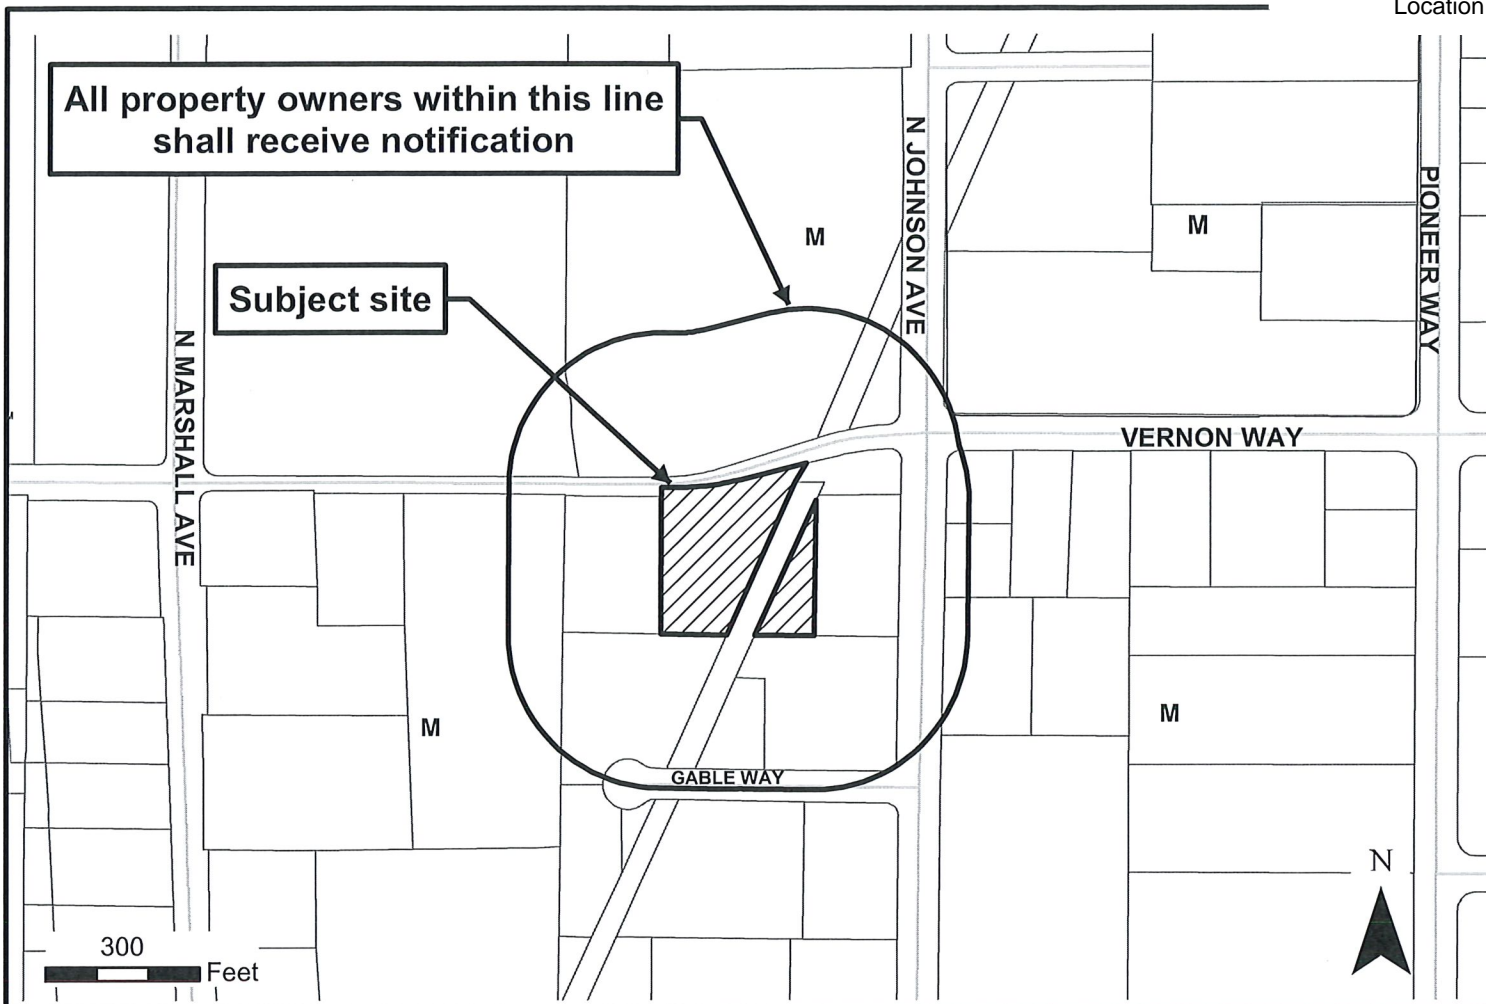 Location
All property owners within this line
shall receive notification
Subject site
M
M
N JOHNSON AVE
PIONEER WAY
N MARSHALL AVE
VERNON WAY
M
M
GABLE WAY
N
300
Feet